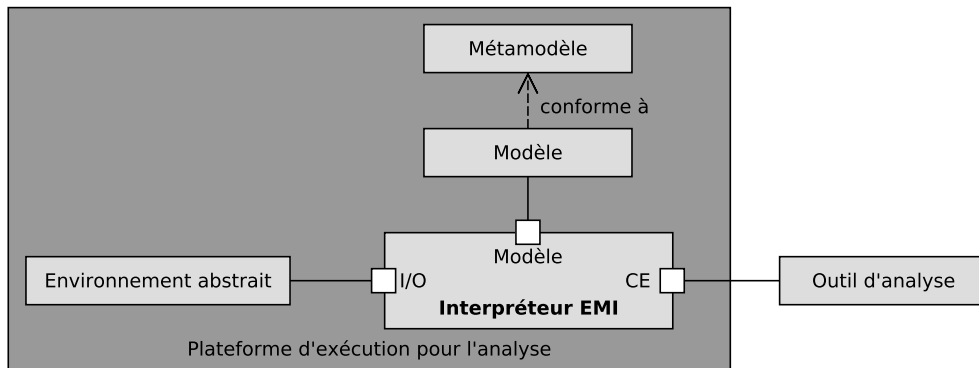 Métamodèle
conforme à
Modèle
Modèle
Environnement abstrait
I/O
CE
Outil d'analyse
Interpréteur EMI
Plateforme d'exécution pour l'analyse